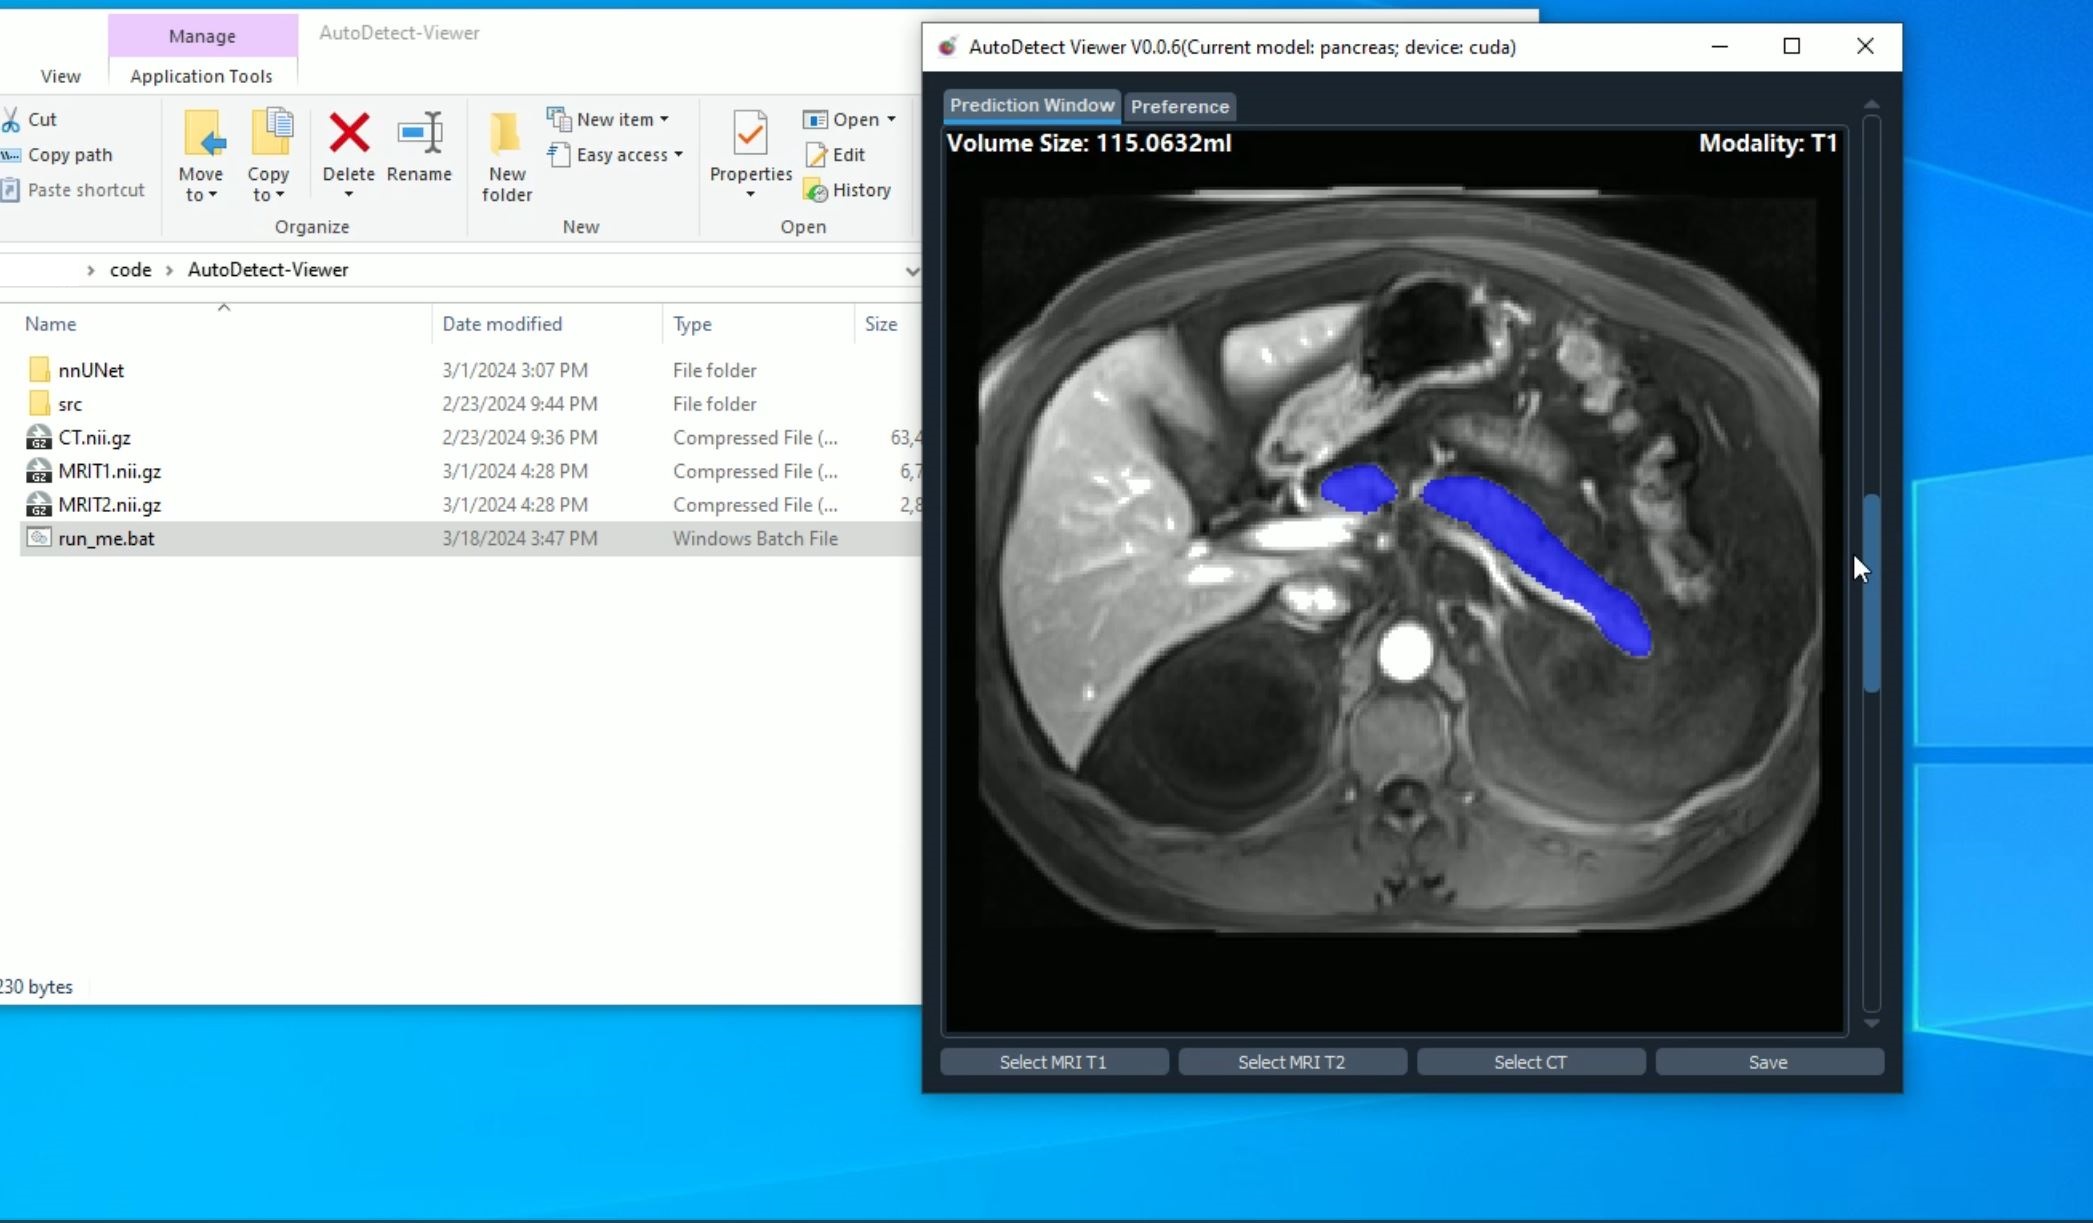 Manage
AutoDetect-Viewer
View
Application Tools
Cut
Copy path
Paste shortcut
Move to
Copy to
Delete
Rename
Organize
New item
Easy access
New folder
New
Properties
Open
Edit
History
Open
code > AutoDetect-Viewer
Name Date modified Type Size
nnUNet 3/1/2024 3:07 PM File folder
src 2/23/2024 9:44 PM File folder
CT.nii.gz 2/23/2024 9:36 PM Compressed File (... 63,4
MRIT1.nii.gz 3/1/2024 4:28 PM Compressed File (... 6,7
MRIT2.nii.gz 3/1/2024 4:28 PM Compressed File (... 2,8
run_me.bat 3/18/2024 3:47 PM Windows Batch File
230 bytes
AutoDetect Viewer V0.0.6(Current model: pancreas; device: cuda)
Prediction Window Preference
Volume Size: 115.0632ml Modality: T1
Select MRI T1 Select MRI T2 Select CT Save